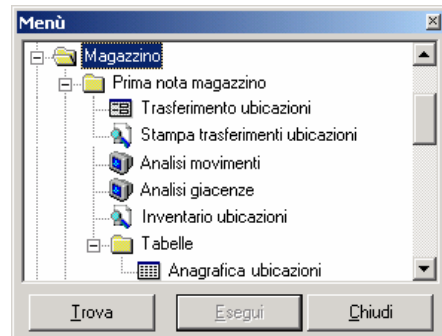 Menù
Magazzino
Prima nota magazzino
Trasferimento ubicazioni
Stampa trasferimenti ubicazioni
Analisi movimenti
Analisi giacenze
Inventario ubicazioni
Tabelle
Anagrafica ubicazioni
Trova Esegui Chiudi